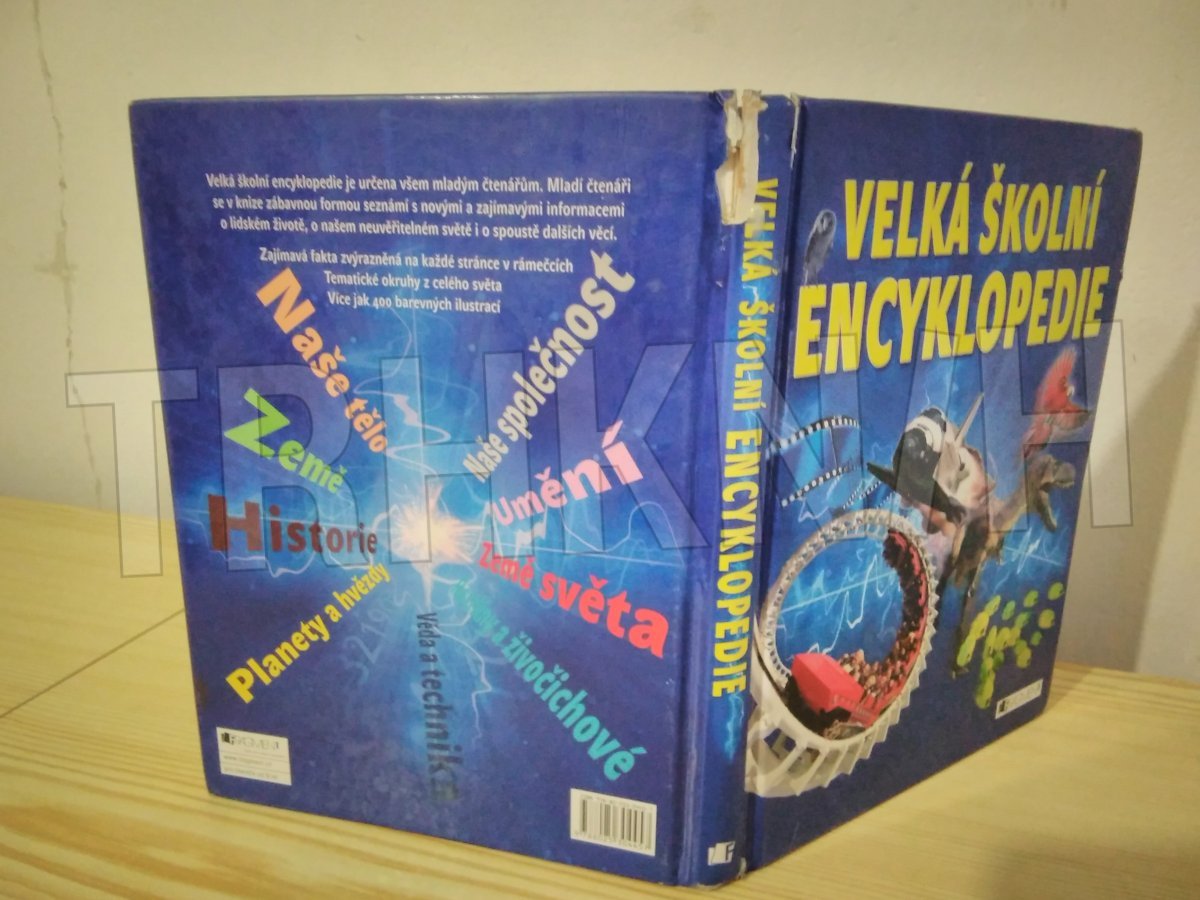 Velká školní encyklopedie je určena všem mladým čtenářům. Mladí čtenáři
se v knize zábavnou formou seznámí s novými a zajímavými informacemi
o lidském životě, o našem neuvěřitelném světě i o spoustě dalších věcí.
Zajímavá fakta zvýrazněná na každé stránce v rámečcích
Tematické okruhy z celého světa
Více jak 400 barevných ilustrací
Naše tělo
Naše společnost
Země
Umění
Historie
Země světa
Planety a hvězdy
Věda a technika
a živočichové
FRAGMENT
VELKÁ ŠKOLNÍ ENCYKLOPEDIE
VELKÁ ŠKOLNÍ
ENCYKLOPEDIE
TRHKNIH